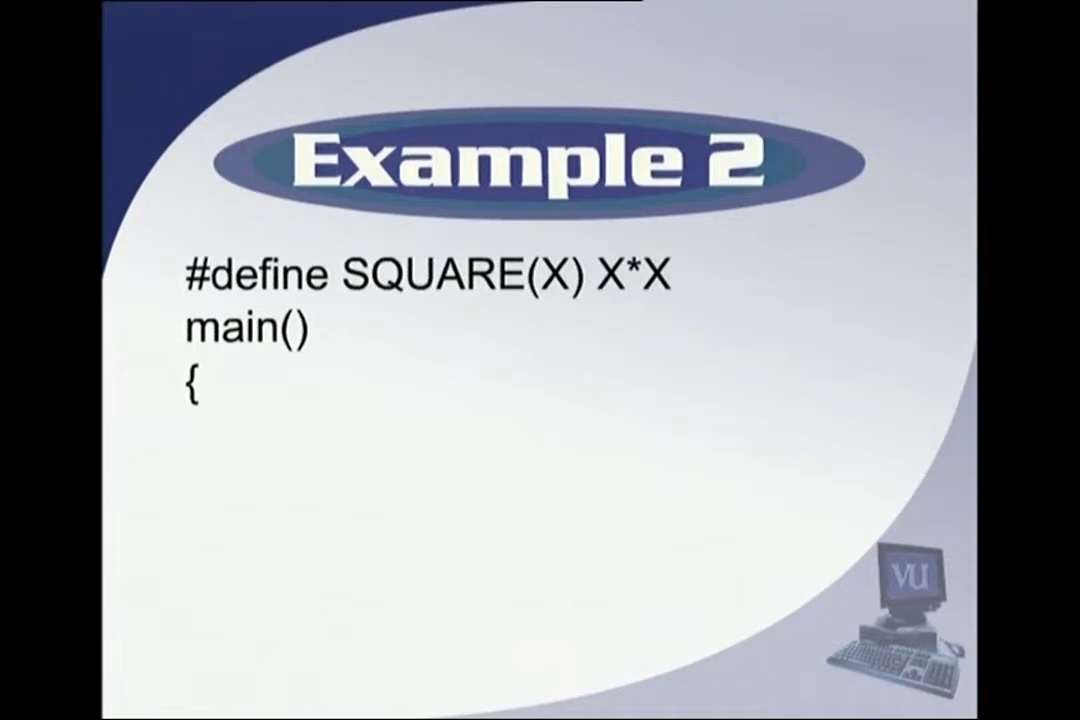 Example 2
#define SQUARE(X) X*X
main()
{
VU